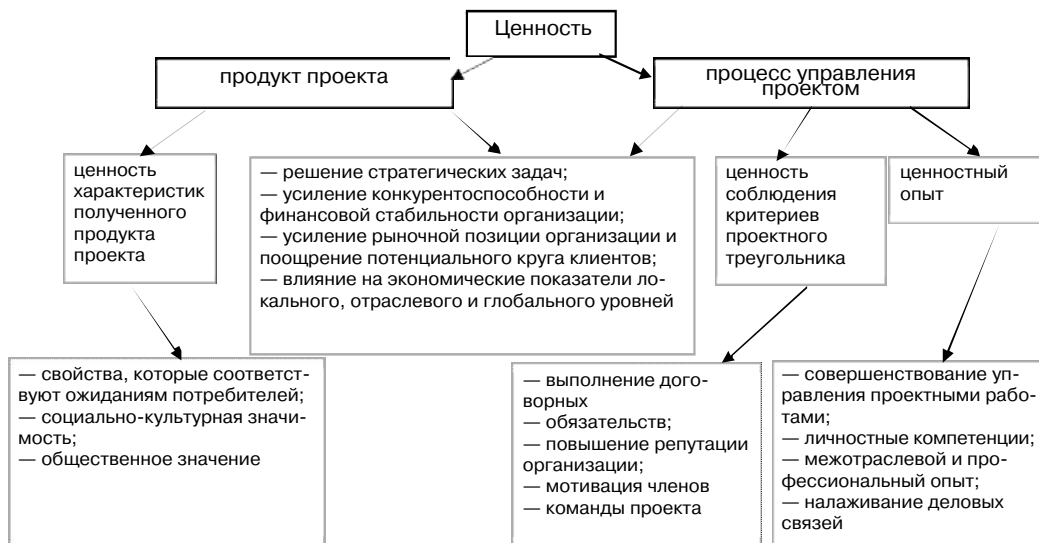 Ценность
продукт проекта
процесс управления
проектом
ценность
характеристик
полученного
продукта
проекта
— решение стратегических задач;
— усиление конкурентоспособности и
финансовой стабильности организации;
— усиление рыночной позиции организации и
поощрение потенциального круга клиентов;
— влияние на экономические показатели ло-
кального, отраслевого и глобального уровней
ценность
соблюдения
критериев
проектного
треугольника
ценностный
опыт
— свойства, которые соответст-
вуют ожиданиям потребителей;
— социально-культурная значи-
мость;
— общественное значение
— выполнение дого-
ворных
— обязательств;
— повышение репутации
организации;
— мотивация членов
— команды проекта
— совершенствование уп-
равления проектными рабо-
тами;
— личностные компетенции;
— межотраслевой и про-
фессиональный опыт;
— налаживание деловых
связей